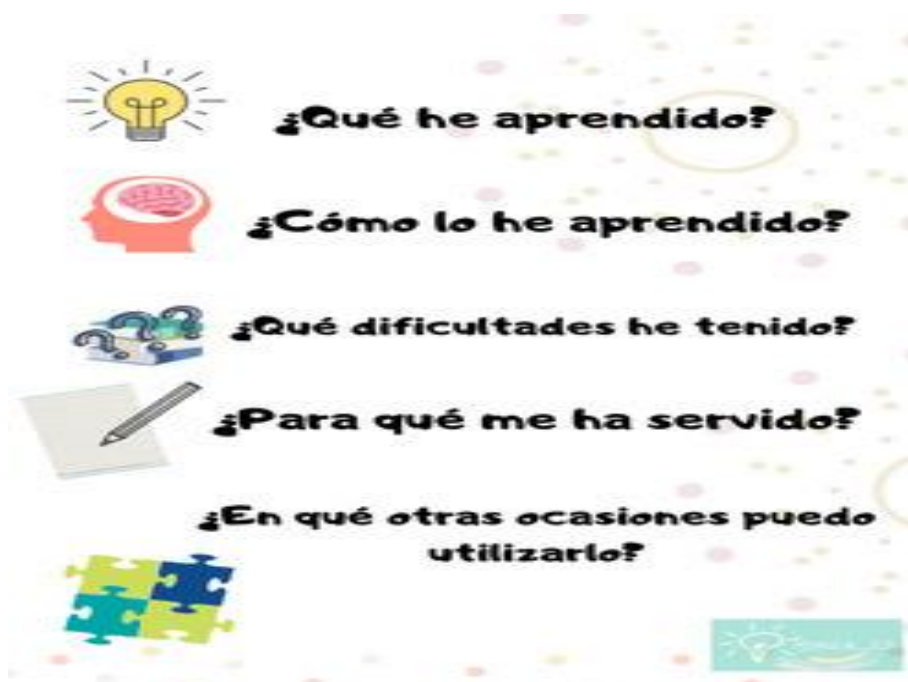 ¿Qué he aprendido?
¿Cómo lo he aprendido?
¿Qué dificultades he tenido?
¿Para qué me ha servido?
¿En qué otras ocasiones puedo
utilizarlo?